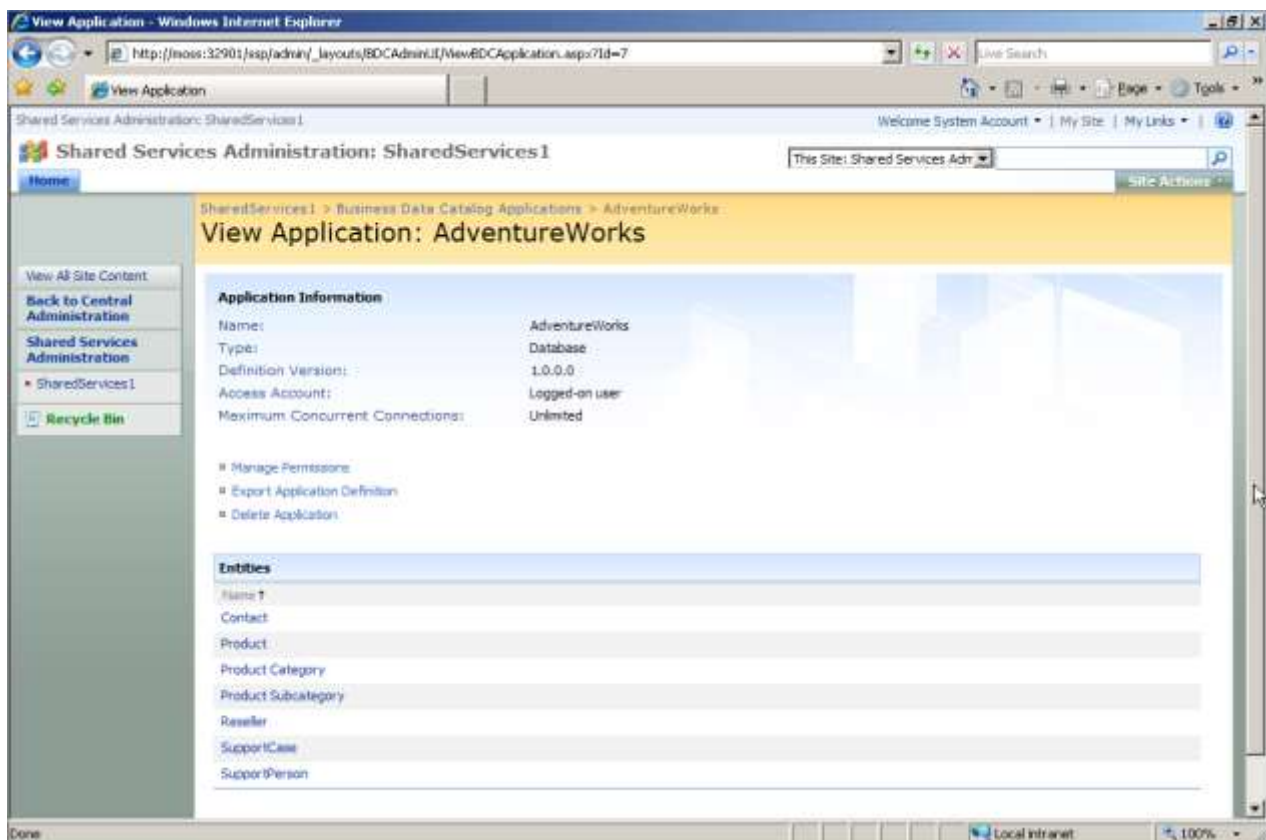 View Application - Windows Internet Explorer
http://moss:32901/ssp/admin/_layouts/BDCAdminUI/ViewBDCApplication.aspx?Id=7
Live Search
View Application
Page
Tools
Shared Services Administration: SharedServices1
Welcome System Account
My Site
My Links
Shared Services Administration: SharedServices1
This Site: Shared Services Adm
Home
Site Actions
SharedServices1 > Business Data Catalog Applications > AdventureWorks
View Application: AdventureWorks
View All Site Content
Back to Central
Administration
Shared Services
Administration
SharedServices1
Recycle Bin
Application Information
Name: AdventureWorks
Type: Database
Definition Version: 1.0.0.0
Access Account: Logged-on user
Maximum Concurrent Connections: Unlimited
Manage Permissions
Export Application Definition
Delete Application
Entities
Name
Contact
Product
Product Category
Product Subcategory
Reseller
SupportCase
SupportPerson
Done
Local intranet
100%